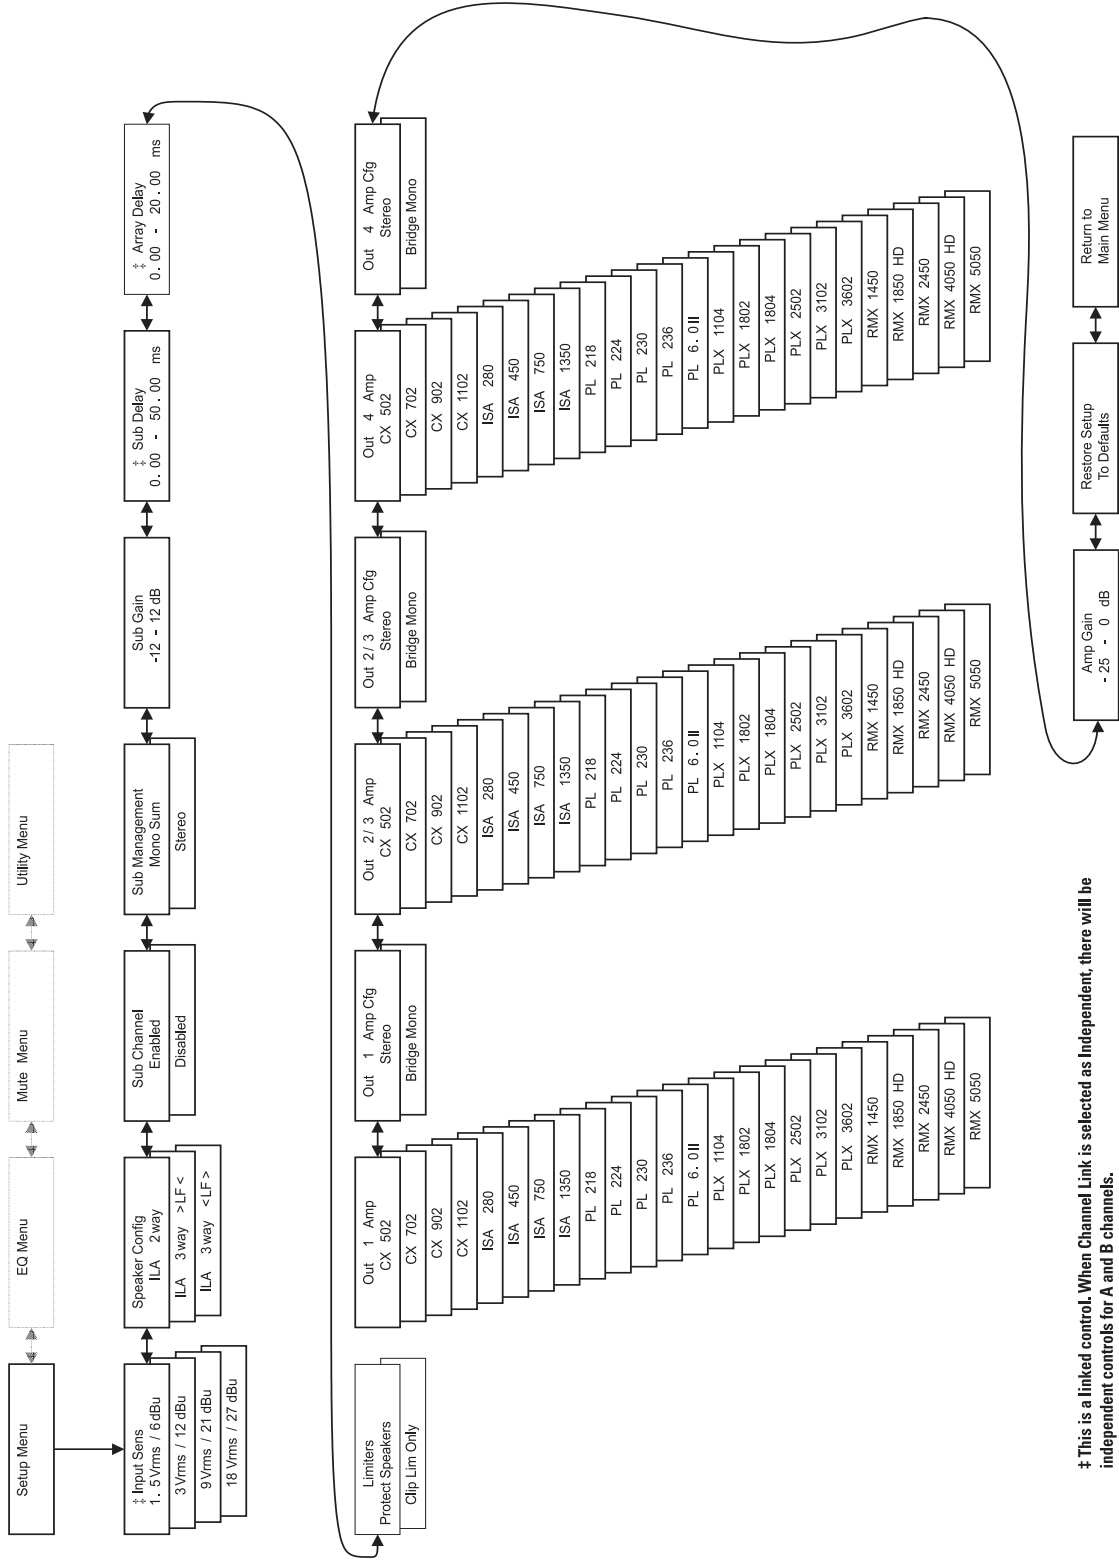 Setup Menu
EQ Menu
Mute Menu
Utility Menu
‡ Input Sens
1. 5 Vrms / 6 dBu
3 Vrms / 12 dBu
9 Vrms / 21 dBu
18 Vrms / 27 dBu
Speaker Config
ILA 2 way
ILA 3 way >LF <
ILA 3 way <LF >
Sub Channel
Enabled
Disabled
Sub Management
Mono Sum
Stereo
Sub Gain
-12 - 12 dB
‡ Sub Delay
0. 00 - 50. 00 ms
‡ Array Delay
0. 00 - 20. 00 ms
Limiters
Protect Speakers
Clip Lim Only
Out 1 Amp
CX 502
CX 702
CX 902
CX 1102
ISA 280
ISA 450
ISA 750
ISA 1350
PL 218
PL 224
PL 230
PL 236
PL 6. 0 II
PLX 1104
PLX 1802
PLX 1804
PLX 2502
PLX 3102
PLX 3602
RMX 1450
RMX 1850 HD
RMX 2450
RMX 4050 HD
RMX 5050
Out 1 Amp Cfg
Stereo
Bridge Mono
Out 2/ 3 Amp
CX 502
CX 702
CX 902
CX 1102
ISA 280
ISA 450
ISA 750
ISA 1350
PL 218
PL 224
PL 230
PL 236
PL 6. 0 II
PLX 1104
PLX 1802
PLX 1804
PLX 2502
PLX 3102
PLX 3602
RMX 1450
RMX 1850 HD
RMX 2450
RMX 4050 HD
RMX 5050
Out 2/ 3 Amp Cfg
Stereo
Bridge Mono
Out 4 Amp
CX 502
CX 702
CX 902
CX 1102
ISA 280
ISA 450
ISA 750
ISA 1350
PL 218
PL 224
PL 230
PL 236
PL 6. 0 II
PLX 1104
PLX 1802
PLX 1804
PLX 2502
PLX 3102
PLX 3602
RMX 1450
RMX 1850 HD
RMX 2450
RMX 4050 HD
RMX 5050
Out 4 Amp Cfg
Stereo
Bridge Mono
Amp Gain
- 25 - 0 dB
Restore Setup
To Defaults
Return to
Main Menu
‡ This is a linked control. When Channel Link is selected as Independent, there will be
independent controls for A and B channels.